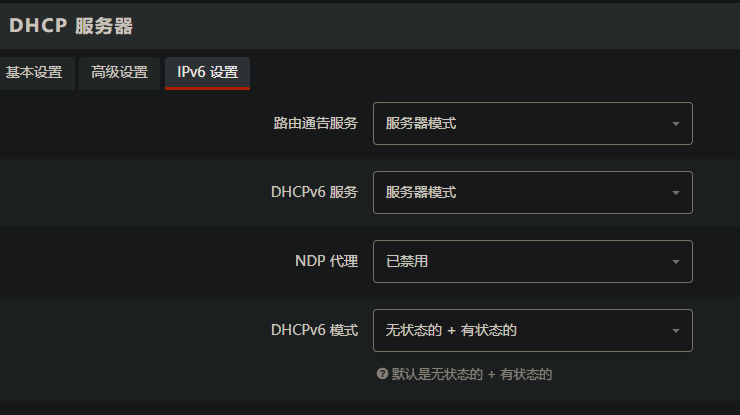 DHCP 服务器
基本设置 高级设置 IPv6 设置
路由通告服务 服务器模式
DHCPv6 服务 服务器模式
NDP 代理 已禁用
DHCPv6 模式 无状态的 + 有状态的
默认是无状态的 + 有状态的